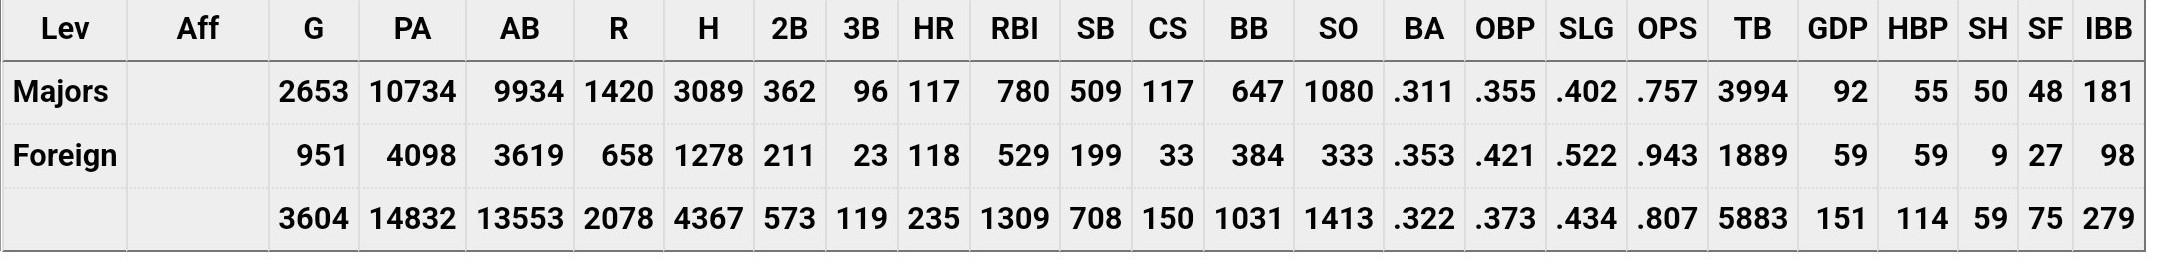 Lev Aff G PA AB R H 2B 3B HR RBI SB CS BB SO BA OBP SLG OPS TB GDP HBP SH SF IBB
Majors 2653 10734 9934 1420 3089 362 96 117 780 509 117 647 1080 .311 .355 .402 .757 3994 92 55 50 48 181
Foreign 951 4098 3619 658 1278 211 23 118 529 199 33 384 333 .353 .421 .522 .943 1889 59 59 9 27 98
3604 14832 13553 2078 4367 573 119 235 1309 708 150 1031 1413 .322 .373 .434 .807 5883 151 114 59 75 279